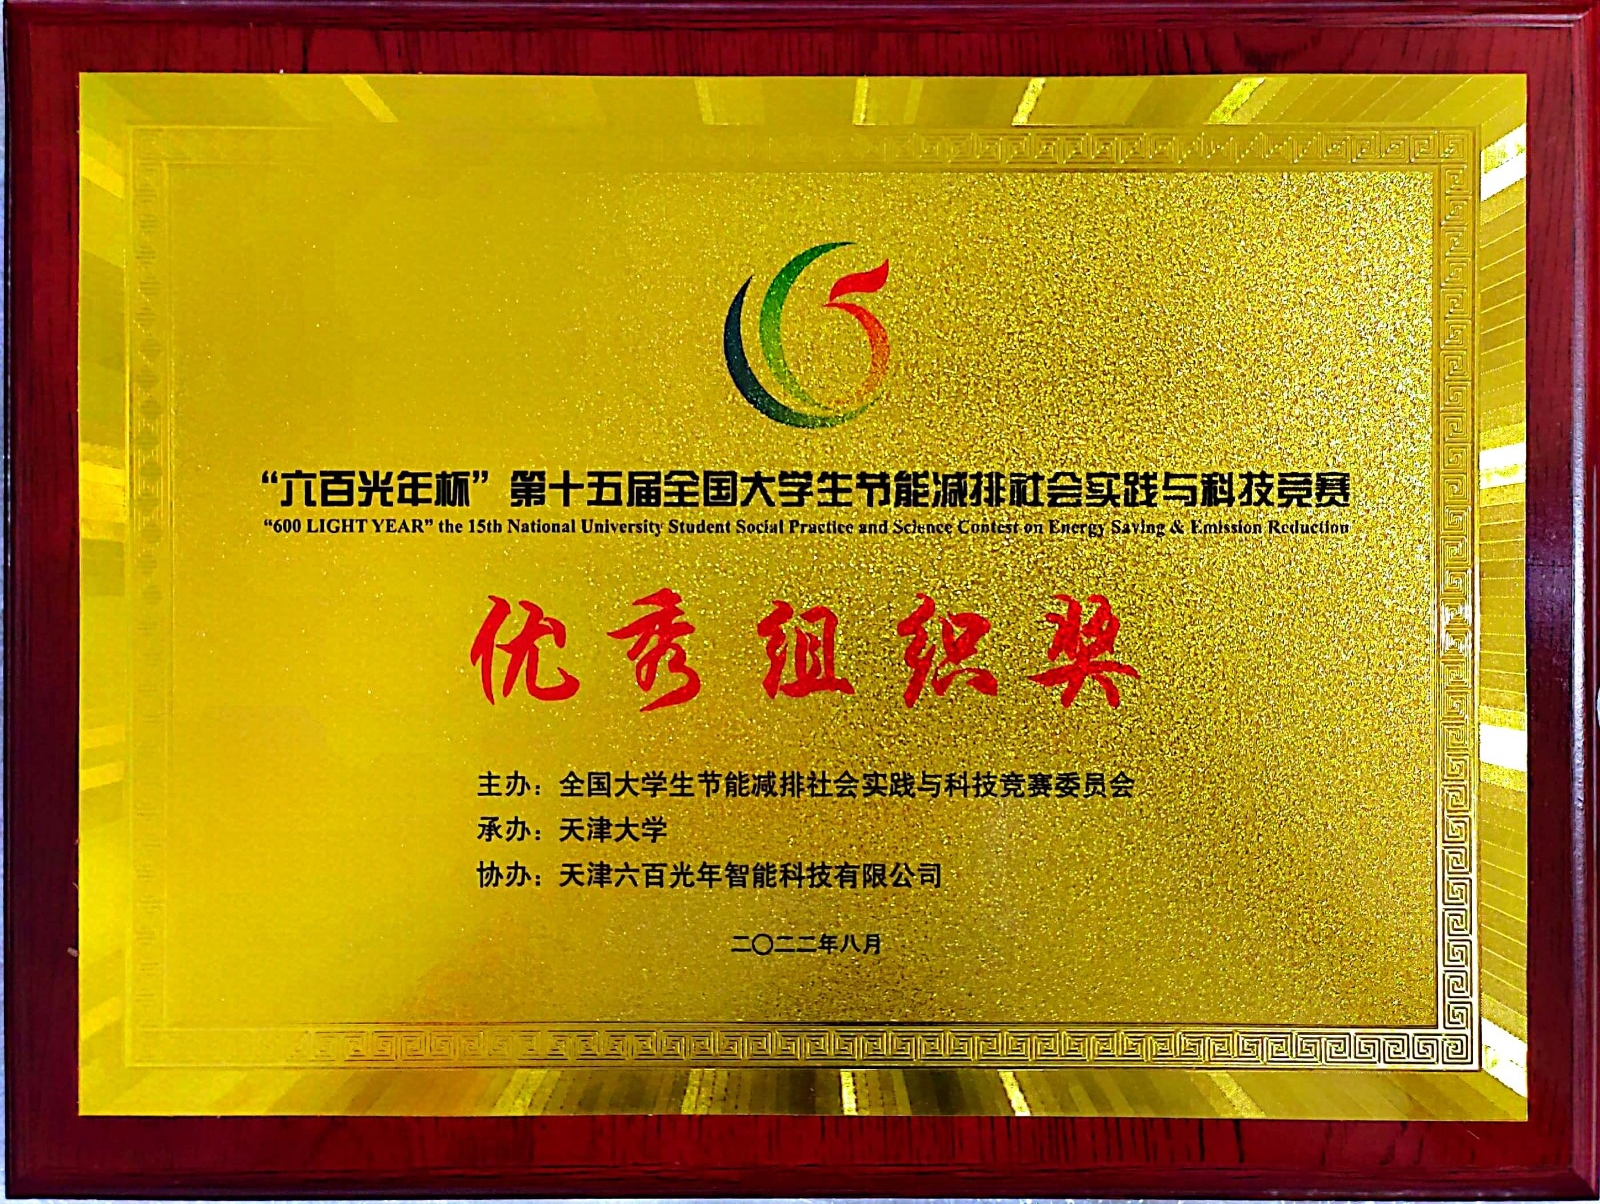 “六百光年杯”第十五届全国大学生节能减排社会实践与科技竞赛
“600 LIGHT YEAR” the 15th National University Student Social Practice and Science Contest on Energy Saving & Emission Reduction
优秀组织奖
主办：全国大学生节能减排社会实践与科技竞赛委员会
承办：天津大学
协办：天津六百光年智能科技有限公司
二〇二二年八月